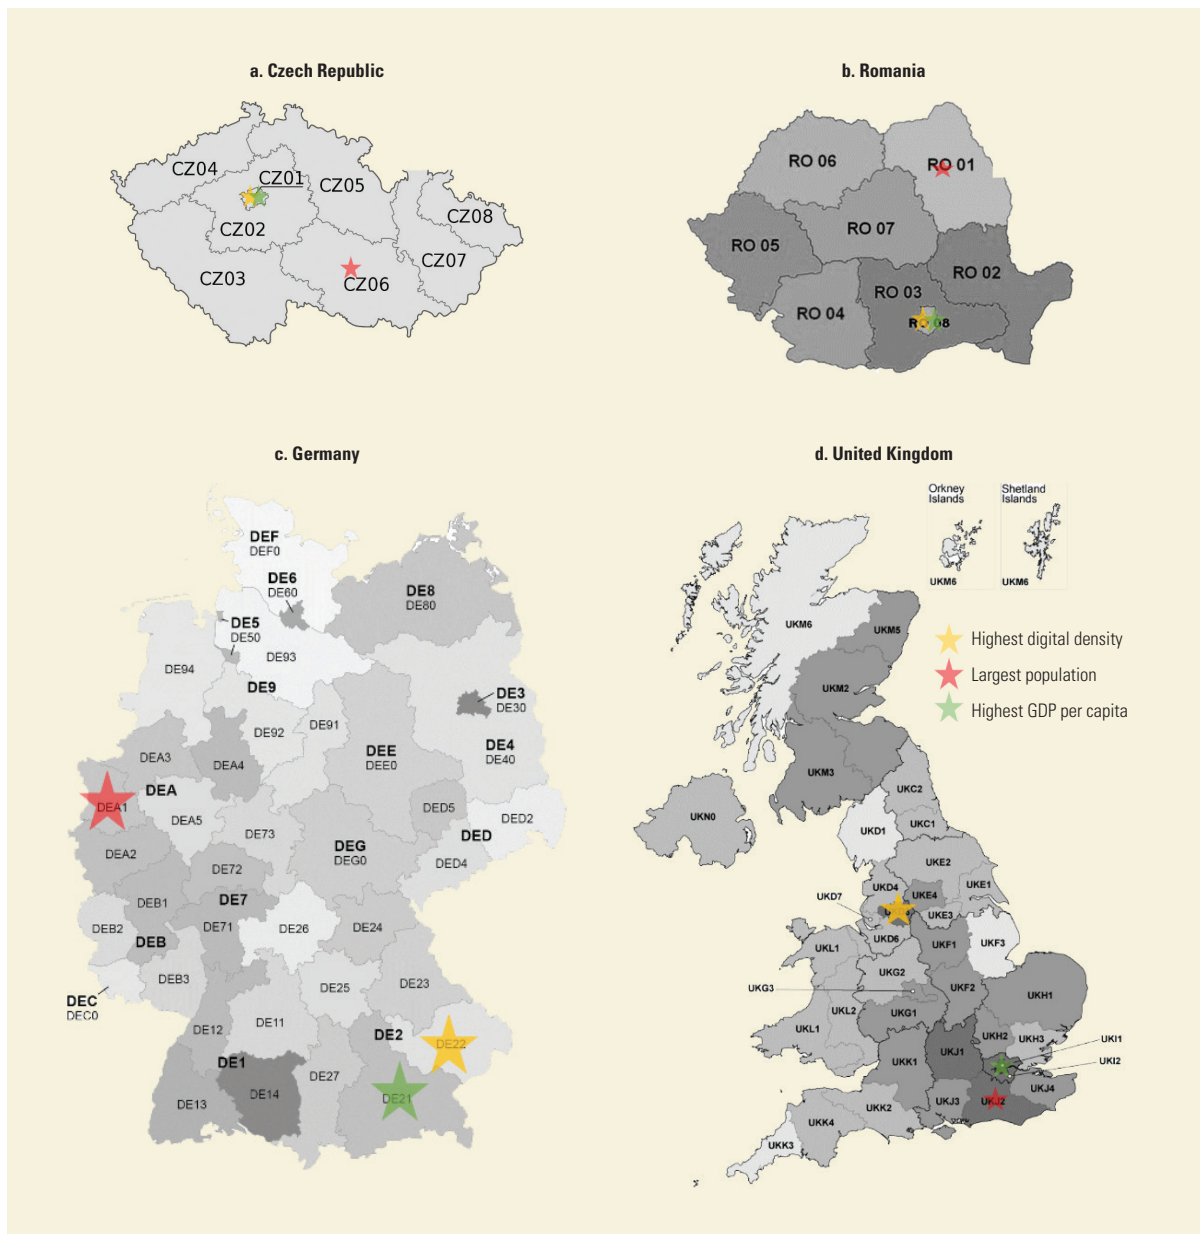 a. Czech Republic
CZ04
CZ01
CZ05
CZ02
CZ08
CZ03
CZ06
CZ07
b. Romania
RO 06
RO 01
RO 07
RO 05
RO 02
RO 03
RO 04
RO 08
c. Germany
DEF
DEF0
DE6
DE60
DE8
DE80
DE5
DE50
DE93
DE94
DE9
DE3
DE30
DE92
DE91
DEE
DEE0
DE4
DE40
DEA3
DEA4
DEA
DEA1
DEA5
DED5
DED2
DED
DE73
DEG
DEG0
DED4
DEA2
DE72
DE7
DEB1
DE71
DEB2
DEB
DE26
DE24
DEB3
DE23
DE25
DEC
DEC0
DE12
DE11
DE2
DE22
DE1
DE27
DE14
DE21
DE13
d. United Kingdom
Orkney
Islands
UKM6
Shetland
Islands
UKM6
UKM6
UKM5
UKM2
UKM3
Highest digital density
Largest population
Highest GDP per capita
UKC2
UKN0
UKD1
UKC1
UKE2
UKD4
UKE4
UKE1
UKD7
UKE3
UKD6
UKF1
UKF3
UKL1
UKG2
UKG3
UKF2
UKH1
UKL2
UKG1
UKL1
UKH2
UKH3
UKI1
UKJ1
UKK1
UKI2
UKJ4
UKJ3
UKJ2
UKK2
UKK4
UKK3